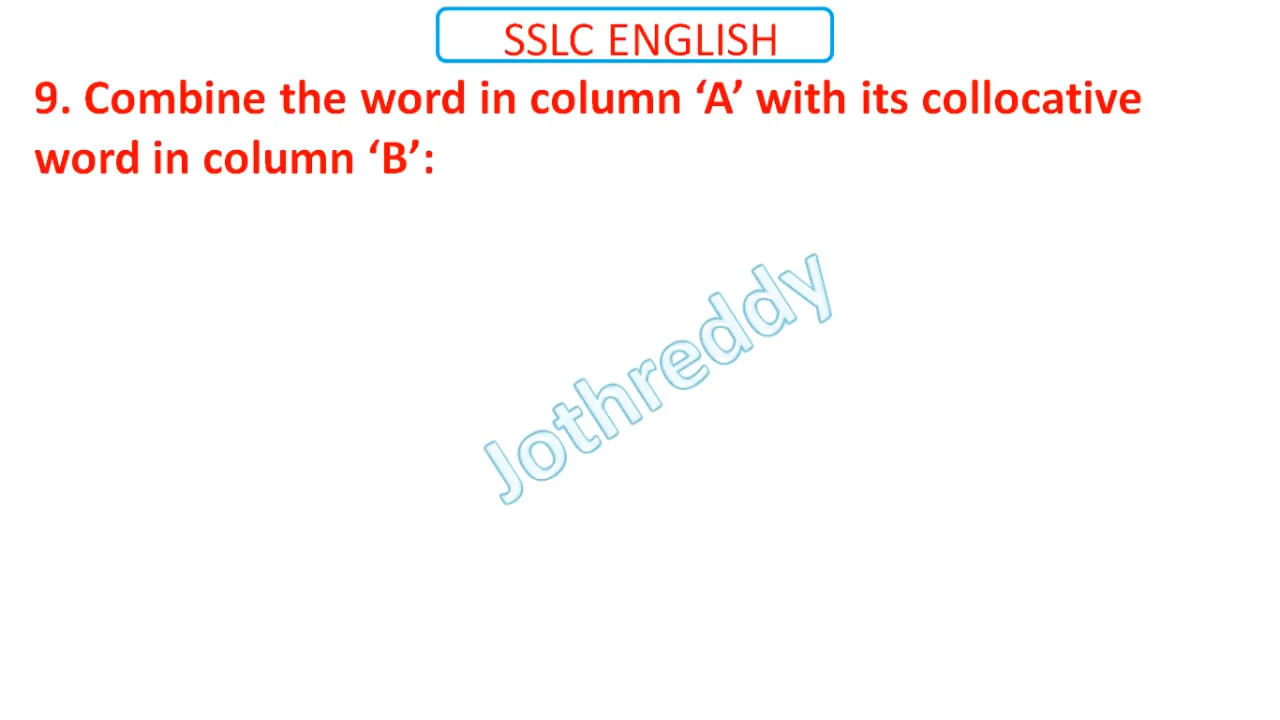 SSLC ENGLISH
9. Combine the word in column ‘A’ with its collocative
word in column ‘B’:
Jothreddy